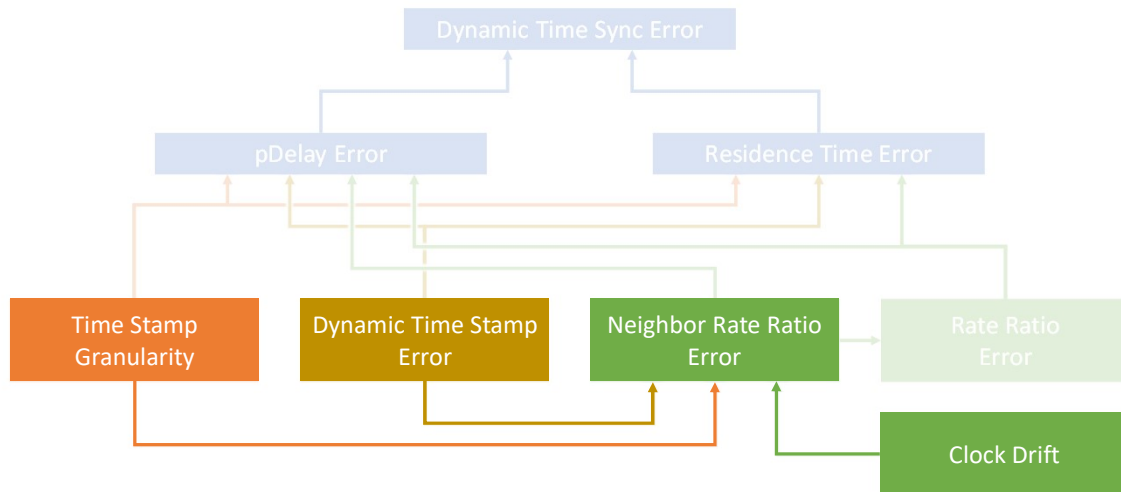 Dynamic Time Sync Error
pDelay Error
Residence Time Error
Time Stamp
Granularity
Dynamic Time Stamp
Error
Neighbor Rate Ratio
Error
Rate Ratio
Error
Clock Drift